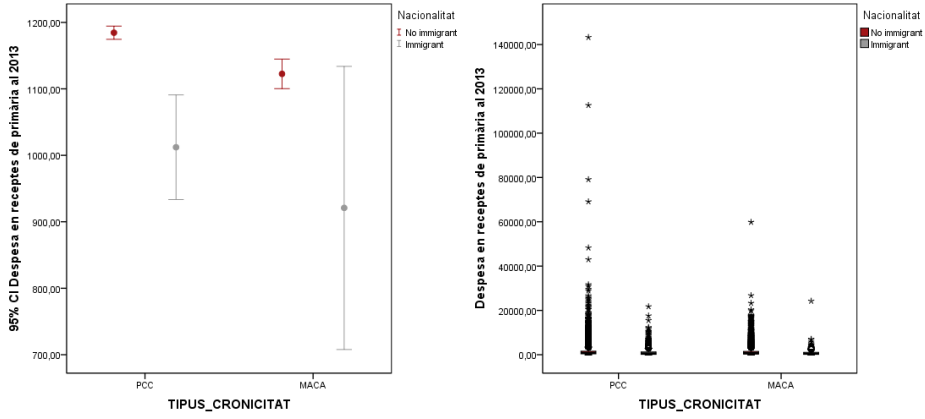 95% CI Despesa en receptes de primària al 2013
1200,00
1100,00
1000,00
900,00
800,00
700,00
PCC
MACA
TIPUS_CRONICITAT
Nacionalitat
No immigrant
Immigrant
Despesa en receptes de primària al 2013
140000,00
120000,00
100000,00
80000,00
60000,00
40000,00
20000,00
0,00
PCC
MACA
TIPUS_CRONICITAT
Nacionalitat
No immigrant
Immigrant